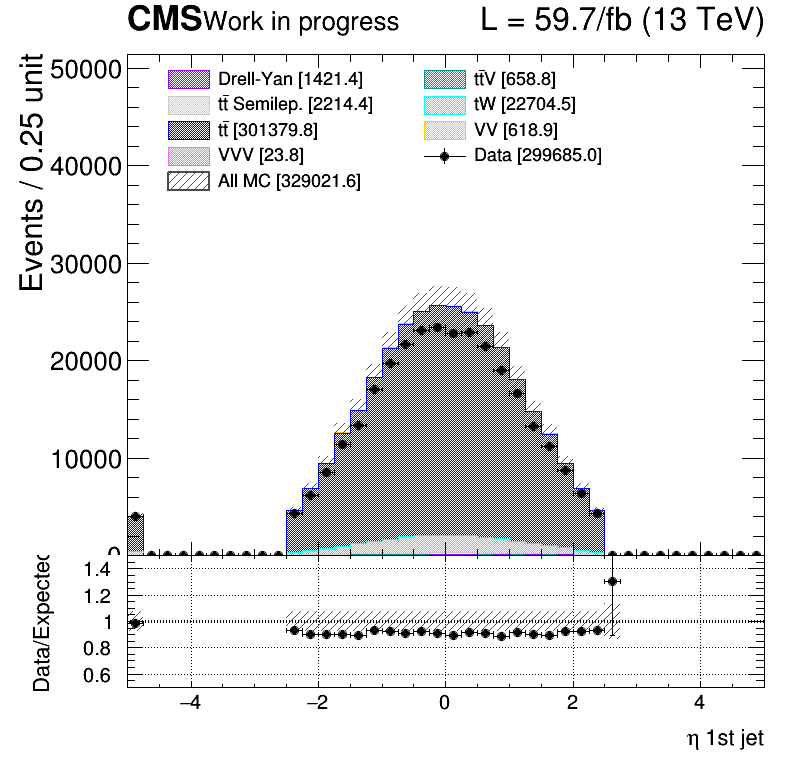 CMS Work in progress L = 59.7/fb (13 TeV)
Events / 0.25 unit
50000
40000
30000
20000
10000
0
Drell-Yan [1421.4]
tt̄ Semilep. [2214.4]
tt̄ [301379.8]
VVV [23.8]
All MC [329021.6]
tt̄V [658.8]
tW [22704.5]
VV [618.9]
Data [299685.0]
Data/Expected
1.4
1.2
1
0.8
0.6
−4 −2 0 2 4
η 1st jet